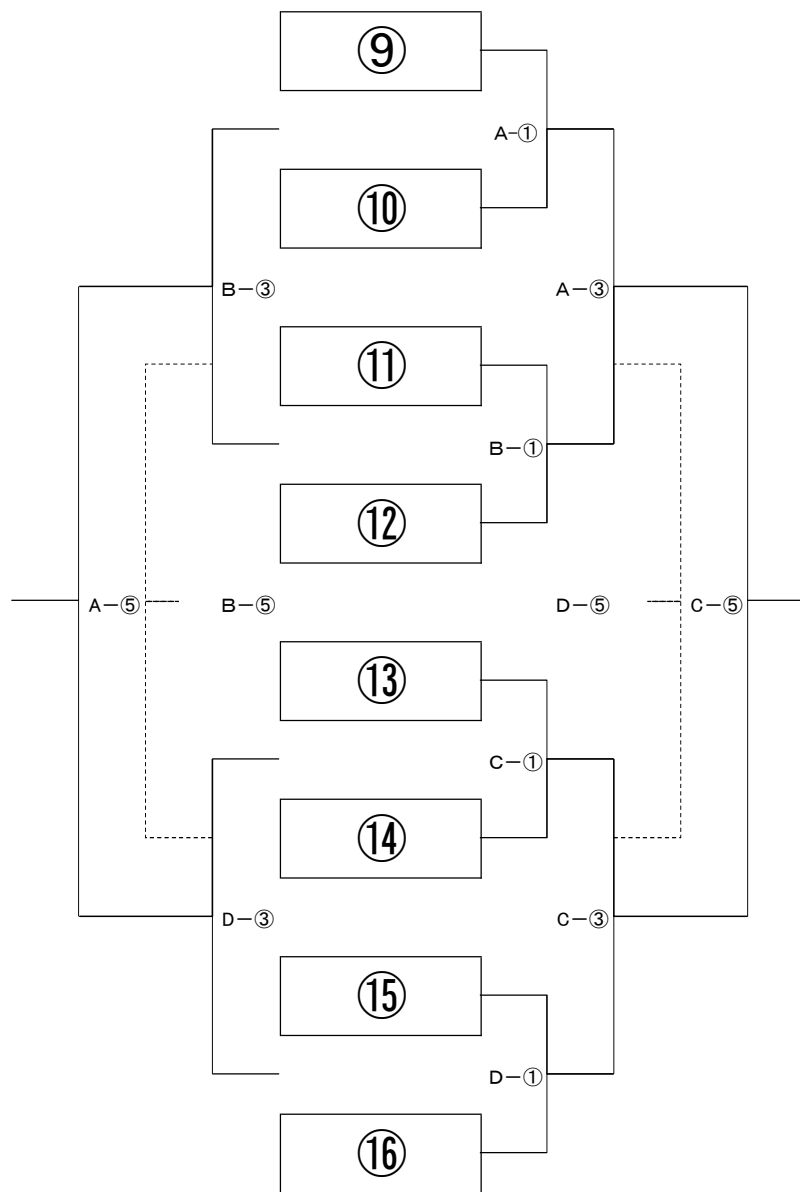 ⑨
A-①
⑩
B－③
A－③
⑪
B－①
⑫
A－⑤
B－⑤
D－⑤
C－⑤
⑬
C－①
⑭
D－③
C－③
⑮
D－①
⑯